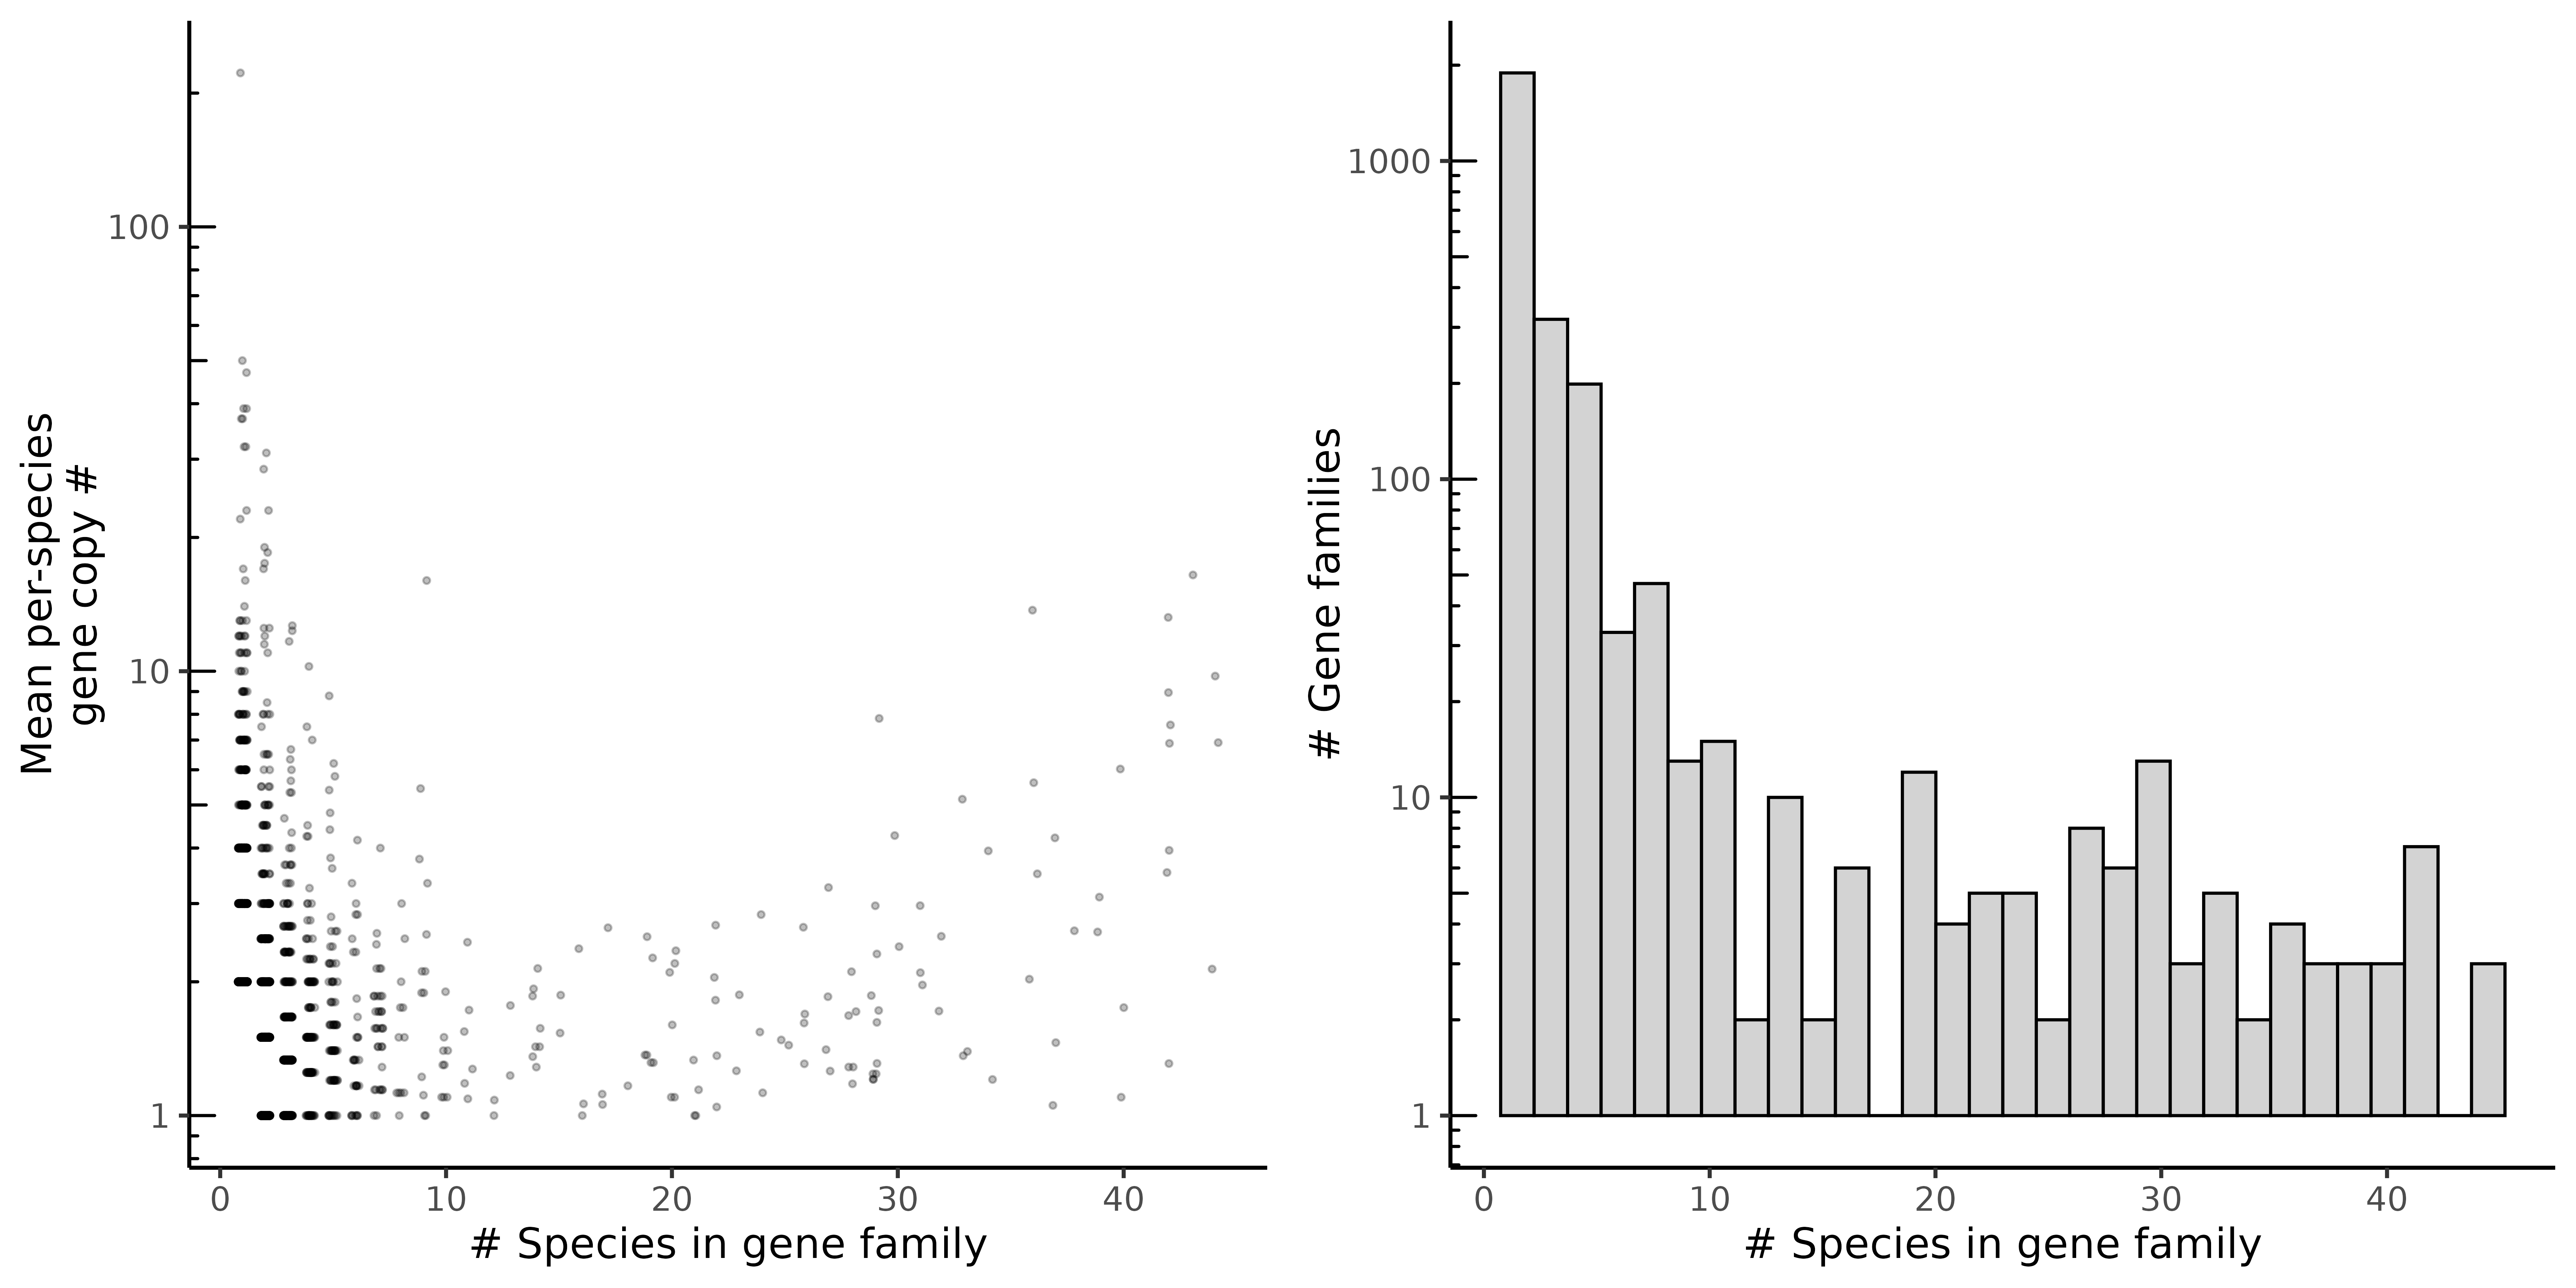 Mean per-species
gene copy #
100
10
1
0 10 20 30 40
# Species in gene family
# Gene families
1000
100
10
1
0 10 20 30 40
# Species in gene family